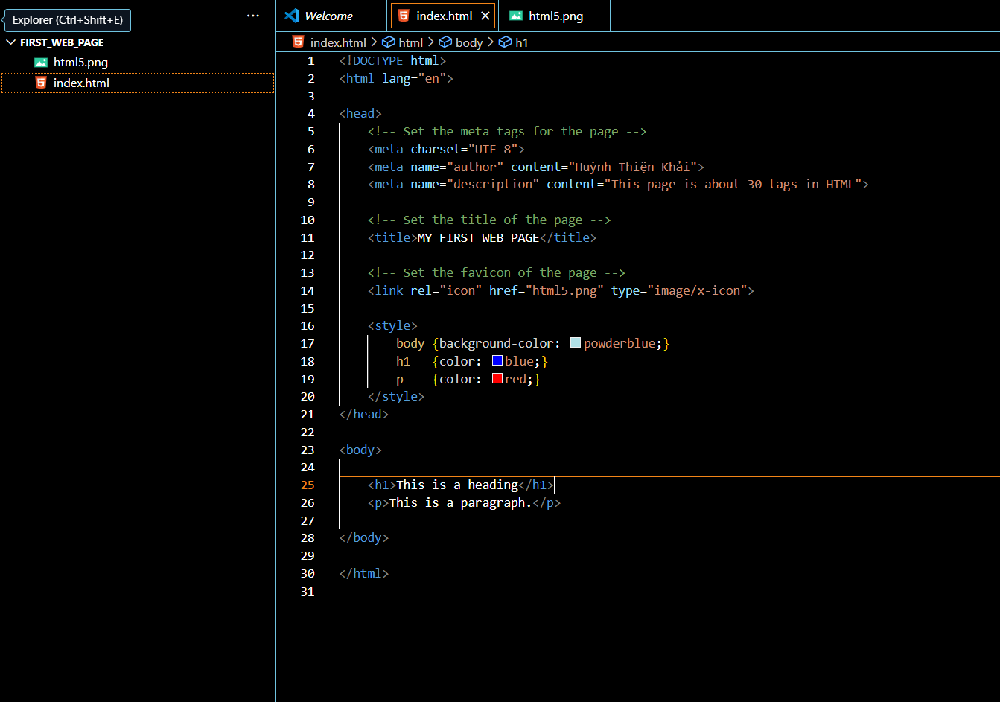 Explorer (Ctrl+Shift+E)
···
FIRST_WEB_PAGE
html5.png
index.html
Welcome
index.html
html5.png
index.html > html > body > h1
1 <!DOCTYPE html>
2 <html lang="en">
3
4 <head>
5     <!-- Set the meta tags for the page -->
6     <meta charset="UTF-8">
7     <meta name="author" content="Huỳnh Thiện Khải">
8     <meta name="description" content="This page is about 30 tags in HTML">
9
10     <!-- Set the title of the page -->
11     <title>MY FIRST WEB PAGE</title>
12
13     <!-- Set the favicon of the page -->
14     <link rel="icon" href="html5.png" type="image/x-icon">
15
16     <style>
17         body {background-color: powderblue;}
18         h1   {color: blue;}
19         p    {color: red;}
20     </style>
21 </head>
22
23 <body>
24
25     <h1>This is a heading</h1>
26     <p>This is a paragraph.</p>
27
28 </body>
29
30 </html>
31